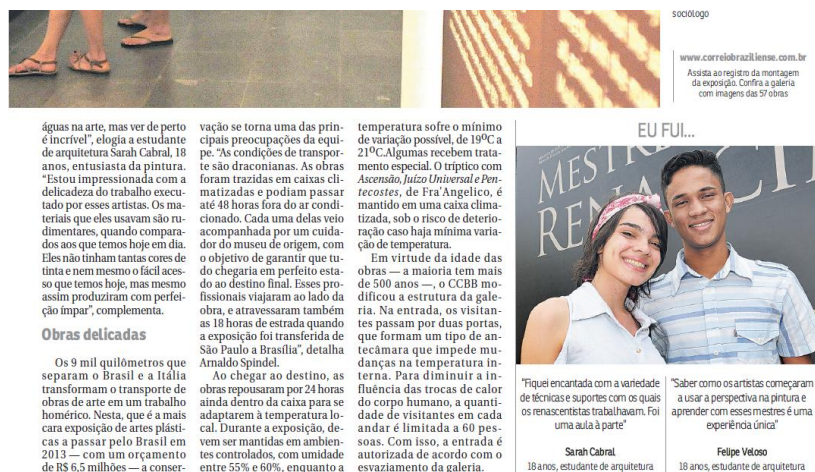 sociólogo
www.correiobraziliense.com.br
Assista ao registro da montagem
da exposição. Confira a galeria
com imagens das 57 obras
águas na arte, mas ver de perto
é incrível", elogia a estudante
de arquitetura Sarah Cabral, 18
anos, entusiasta da pintura.
"Estou impressionada com a
delicadeza do trabalho execu-
tado por esses artistas. Os ma-
teriais que eles usavam são ru-
dimentares, quando compara-
dos aos que temos hoje em dia.
Eles não tinham tantas cores de
tinta e nem mesmo o fácil aces-
so que temos hoje, mas mesmo
assim produziram com perfei-
ção ímpar", complementa.
Obras delicadas
Os 9 mil quilômetros que
separam o Brasil e a Itália
transformam o transporte de
obras de arte em um trabalho
homérico. Nesta, que é a mais
cara exposição de artes plásti-
cas a passar pelo Brasil em
2013 — com um orçamento
de R$ 6,5 milhões — a conser-
vação se torna uma das prin-
cipais preocupações da equi-
pe. "As condições de transpor-
te são draconianas. As obras
foram trazidas em caixas cli-
matizadas e podiam passar
até 48 horas fora do ar condi-
cionado. Cada uma delas veio
acompanhada por um cuida-
dor do museu de origem, com
o objetivo de garantir que tu-
do chegaria em perfeito esta-
do ao destino final. Esses pro-
fissionais viajaram ao lado da
obra, e atravessaram também
as 18 horas de estrada quando
a exposição foi transferida de
São Paulo a Brasília", detalha
Arnaldo Spindel.
Ao chegar ao destino, as
obras repousaram por 24 horas
ainda dentro da caixa para se
adaptarem à temperatura lo-
cal. Durante a exposição, de-
vem ser mantidas em ambien-
tes controlados, com umidade
entre 55% e 60%, enquanto a
temperatura sofre o mínimo
de variação possível, de 19ºC a
21ºC.Algumas recebem trata-
mento especial. O tríptico com
Ascensão, Juízo Universal e Pen-
tecostes, de Fra'Angelico, é
mantido em uma caixa clima-
tizada, sob o risco de deterio-
ração caso haja mínima varia-
ção de temperatura.
Em virtude da idade das
obras — a maioria tem mais
de 500 anos —, o CCBB mo-
dificou a estrutura da gale-
ria. Na entrada, os visitan-
tes passam por duas portas,
que formam um tipo de an-
tecâmara que impede mu-
danças na temperatura in-
terna. Para diminuir a in-
fluência das trocas de calor
do corpo humano, a quanti-
dade de visitantes em cada
andar é limitada a 60 pes-
soas. Com isso, a entrada é
autorizada de acordo com o
esvaziamento da galeria.
EU FUI...
MESTRE
RENA
"Fiquei encantada com a variedade
de técnicas e suportes com os quais
os renascentistas trabalhavam. Foi
uma aula à parte"
Sarah Cabral
18 anos, estudante de arquitetura
"Saber como os artistas começaram
a usar a perspectiva na pintura e
aprender com esses mestres é uma
experiência única"
Felipe Veloso
18 anos, estudante de arquitetura